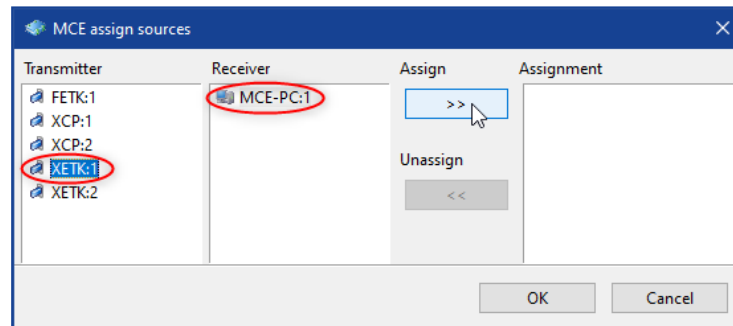 MCE assign sources
Transmitter
Receiver
Assign
Assignment
FETK:1
XCP:1
XCP:2
XETK:1
XETK:2
MCE-PC:1
>>
Unassign
<<
OK
Cancel